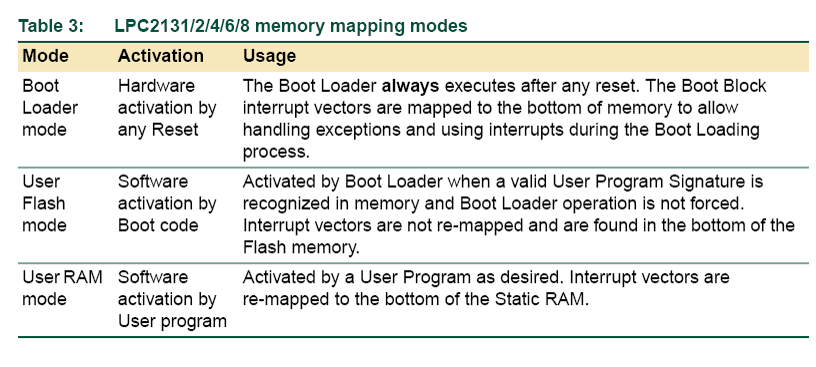 Table 3: LPC2131/2/4/6/8 memory mapping modes
Mode Activation Usage
Boot Loader mode Hardware activation by any Reset The Boot Loader always executes after any reset. The Boot Block
interrupt vectors are mapped to the bottom of memory to allow
handling exceptions and using interrupts during the Boot Loading
process.
User Flash mode Software activation by Boot code Activated by Boot Loader when a valid User Program Signature is
recognized in memory and Boot Loader operation is not forced.
Interrupt vectors are not re-mapped and are found in the bottom of the
Flash memory.
User RAM mode Software activation by User program Activated by a User Program as desired. Interrupt vectors are
re-mapped to the bottom of the Static RAM.